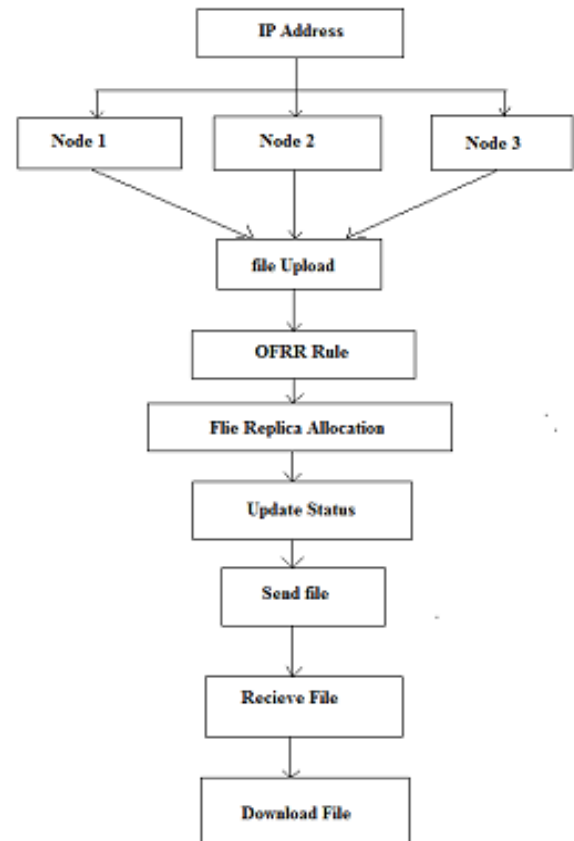 IP Address
Node 1
Node 2
Node 3
file Upload
OFRR Rule
Flie Replica Allocation
Update Status
Send file
Recieve File
Download File